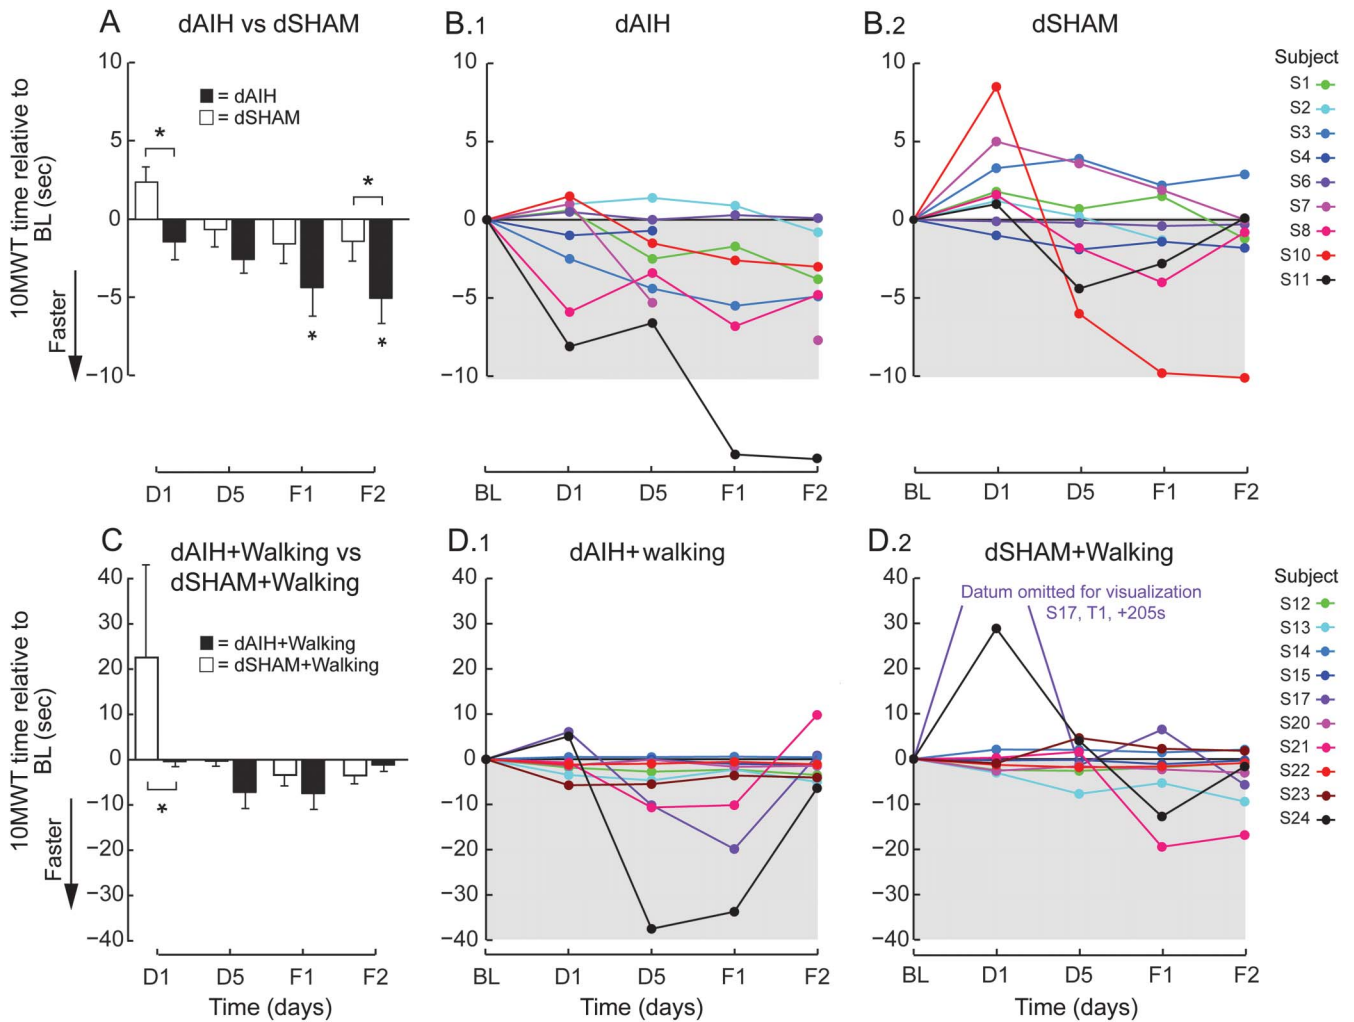 A
dAIH vs dSHAM
10MWT time relative to
BL (sec)
Faster
10
5
0
−5
−10
■ = dAIH
□ = dSHAM
*
*
*
*
D1 D5 F1 F2
B.1
dAIH
10
5
0
−5
−10
BL D1 D5 F1 F2
B.2
dSHAM
10
5
0
−5
−10
BL D1 D5 F1 F2
Subject
S1
S2
S3
S4
S6
S7
S8
S10
S11
C
dAIH+Walking vs
dSHAM+Walking
10MWT time relative to
BL (sec)
Faster
40
30
20
10
0
−10
−20
−30
−40
■ = dAIH+Walking
□ = dSHAM+Walking
*
D1 D5 F1 F2
Time (days)
D.1
dAIH+walking
40
30
20
10
0
−10
−20
−30
−40
BL D1 D5 F1 F2
Time (days)
D.2
dSHAM+Walking
Datum omitted for visualization
S17, T1, +205s
40
30
20
10
0
−10
−20
−30
−40
BL D1 D5 F1 F2
Time (days)
Subject
S12
S13
S14
S15
S17
S20
S21
S22
S23
S24